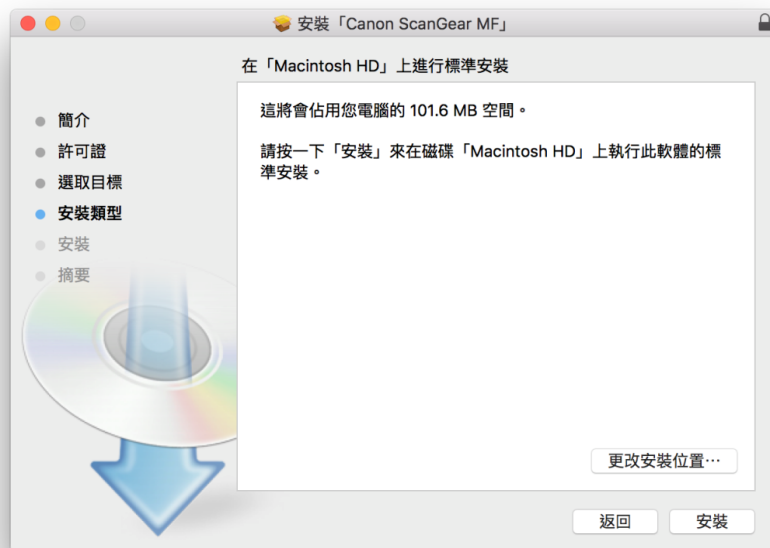 安裝「Canon ScanGear MF」
在「Macintosh HD」上進行標準安裝
簡介
許可證
選取目標
安裝類型
安裝
摘要
這將會佔用您電腦的 101.6 MB 空間。
請按一下「安裝」來在磁碟「Macintosh HD」上執行此軟體的標
準安裝。
更改安裝位置⋯
返回
安裝